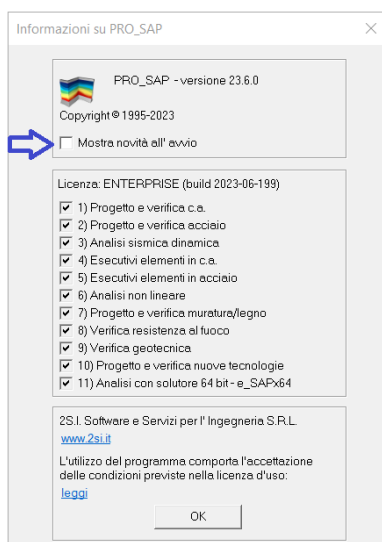 Informazioni su PRO_SAP
PRO_SAP - versione 23.6.0
Copyright © 1995-2023
Mostra novità all' avvio
Licenza: ENTERPRISE (build 2023-06-199)
1) Progetto e verifica c.a.
2) Progetto e verifica acciaio
3) Analisi sismica dinamica
4) Esecutivi elementi in c.a.
5) Esecutivi elementi in acciaio
6) Analisi non lineare
7) Progetto e verifica muratura/legno
8) Verifica resistenza al fuoco
9) Verifica geotecnica
10) Progetto e verifica nuove tecnologie
11) Analisi con solutore 64 bit - e_SAPx64
2S.I. Software e Servizi per l' Ingegneria S.R.L.
www.2si.it
L'utilizzo del programma comporta l'accettazione
delle condizioni previste nella licenza d'uso:
leggi
OK